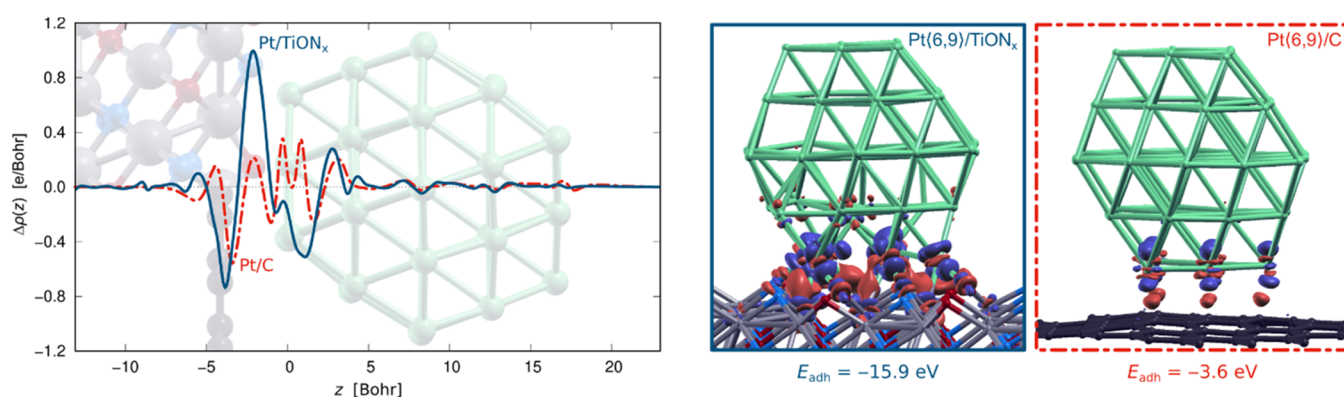 1.2
0.8
0.4
0.0
−0.4
−0.8
−1.2
Δρ(z) [e/Bohr]
−10
−5
0
5
10
15
20
z [Bohr]
Pt/TiONx
Pt/C
Pt(6,9)/TiONx
Eadh = −15.9 eV
Pt(6,9)/C
Eadh = −3.6 eV